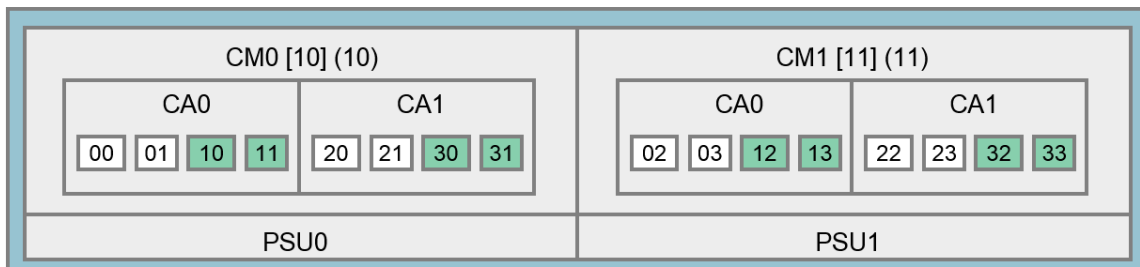 CM0 [10] (10)
CM1 [11] (11)
CA0 CA1
CA0 CA1
00 01 10 11 20 21 30 31
02 03 12 13 22 23 32 33
PSU0
PSU1